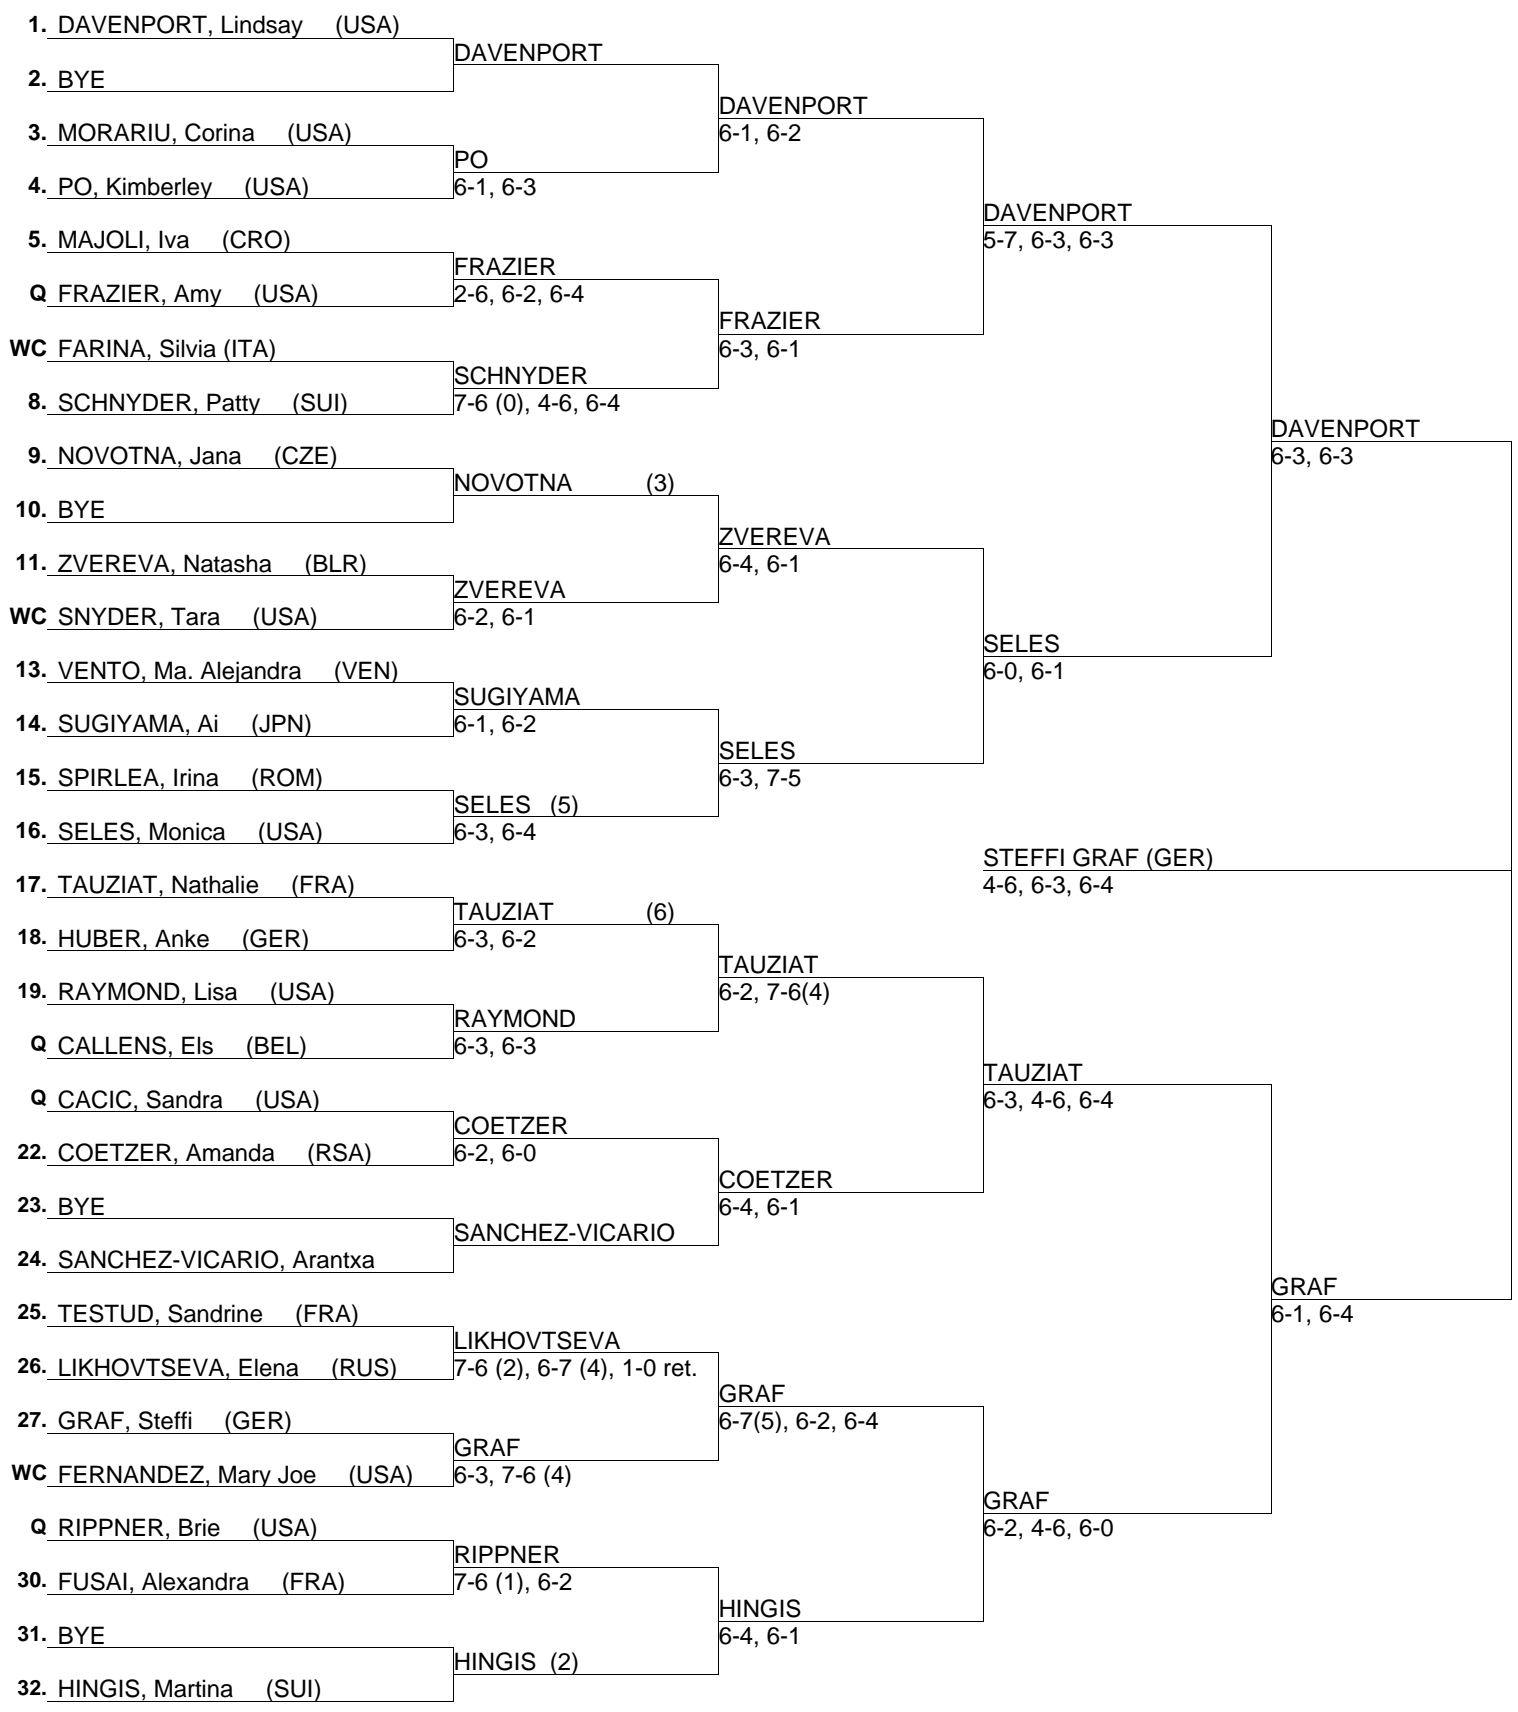 1. DAVENPORT, Lindsay (USA)
DAVENPORT
2. BYE
DAVENPORT
6-1, 6-2
3. MORARIU, Corina (USA)
PO
6-1, 6-3
4. PO, Kimberley (USA)
DAVENPORT
5-7, 6-3, 6-3
5. MAJOLI, Iva (CRO)
FRAZIER
2-6, 6-2, 6-4
Q FRAZIER, Amy (USA)
FRAZIER
6-3, 6-1
WC FARINA, Silvia (ITA)
SCHNYDER
7-6 (0), 4-6, 6-4
8. SCHNYDER, Patty (SUI)
DAVENPORT
6-3, 6-3
9. NOVOTNA, Jana (CZE)
NOVOTNA (3)
10. BYE
ZVEREVA
6-4, 6-1
11. ZVEREVA, Natasha (BLR)
ZVEREVA
6-2, 6-1
WC SNYDER, Tara (USA)
SELES
6-0, 6-1
13. VENTO, Ma. Alejandra (VEN)
SUGIYAMA
6-1, 6-2
14. SUGIYAMA, Ai (JPN)
SELES
6-3, 7-5
15. SPIRLEA, Irina (ROM)
SELES (5)
6-3, 6-4
16. SELES, Monica (USA)
STEFFI GRAF (GER)
4-6, 6-3, 6-4
17. TAUZIAT, Nathalie (FRA)
TAUZIAT (6)
6-3, 6-2
18. HUBER, Anke (GER)
TAUZIAT
6-2, 7-6(4)
19. RAYMOND, Lisa (USA)
RAYMOND
6-3, 6-3
Q CALLENS, Els (BEL)
TAUZIAT
6-3, 4-6, 6-4
Q CACIC, Sandra (USA)
COETZER
6-2, 6-0
22. COETZER, Amanda (RSA)
COETZER
6-4, 6-1
23. BYE
SANCHEZ-VICARIO
24. SANCHEZ-VICARIO, Arantxa
GRAF
6-1, 6-4
25. TESTUD, Sandrine (FRA)
LIKHOVTSEVA
7-6 (2), 6-7 (4), 1-0 ret.
26. LIKHOVTSEVA, Elena (RUS)
GRAF
6-7(5), 6-2, 6-4
27. GRAF, Steffi (GER)
GRAF
6-3, 7-6 (4)
WC FERNANDEZ, Mary Joe (USA)
GRAF
6-2, 4-6, 6-0
Q RIPPNER, Brie (USA)
RIPPNER
7-6 (1), 6-2
30. FUSAI, Alexandra (FRA)
HINGIS
6-4, 6-1
31. BYE
HINGIS (2)
32. HINGIS, Martina (SUI)